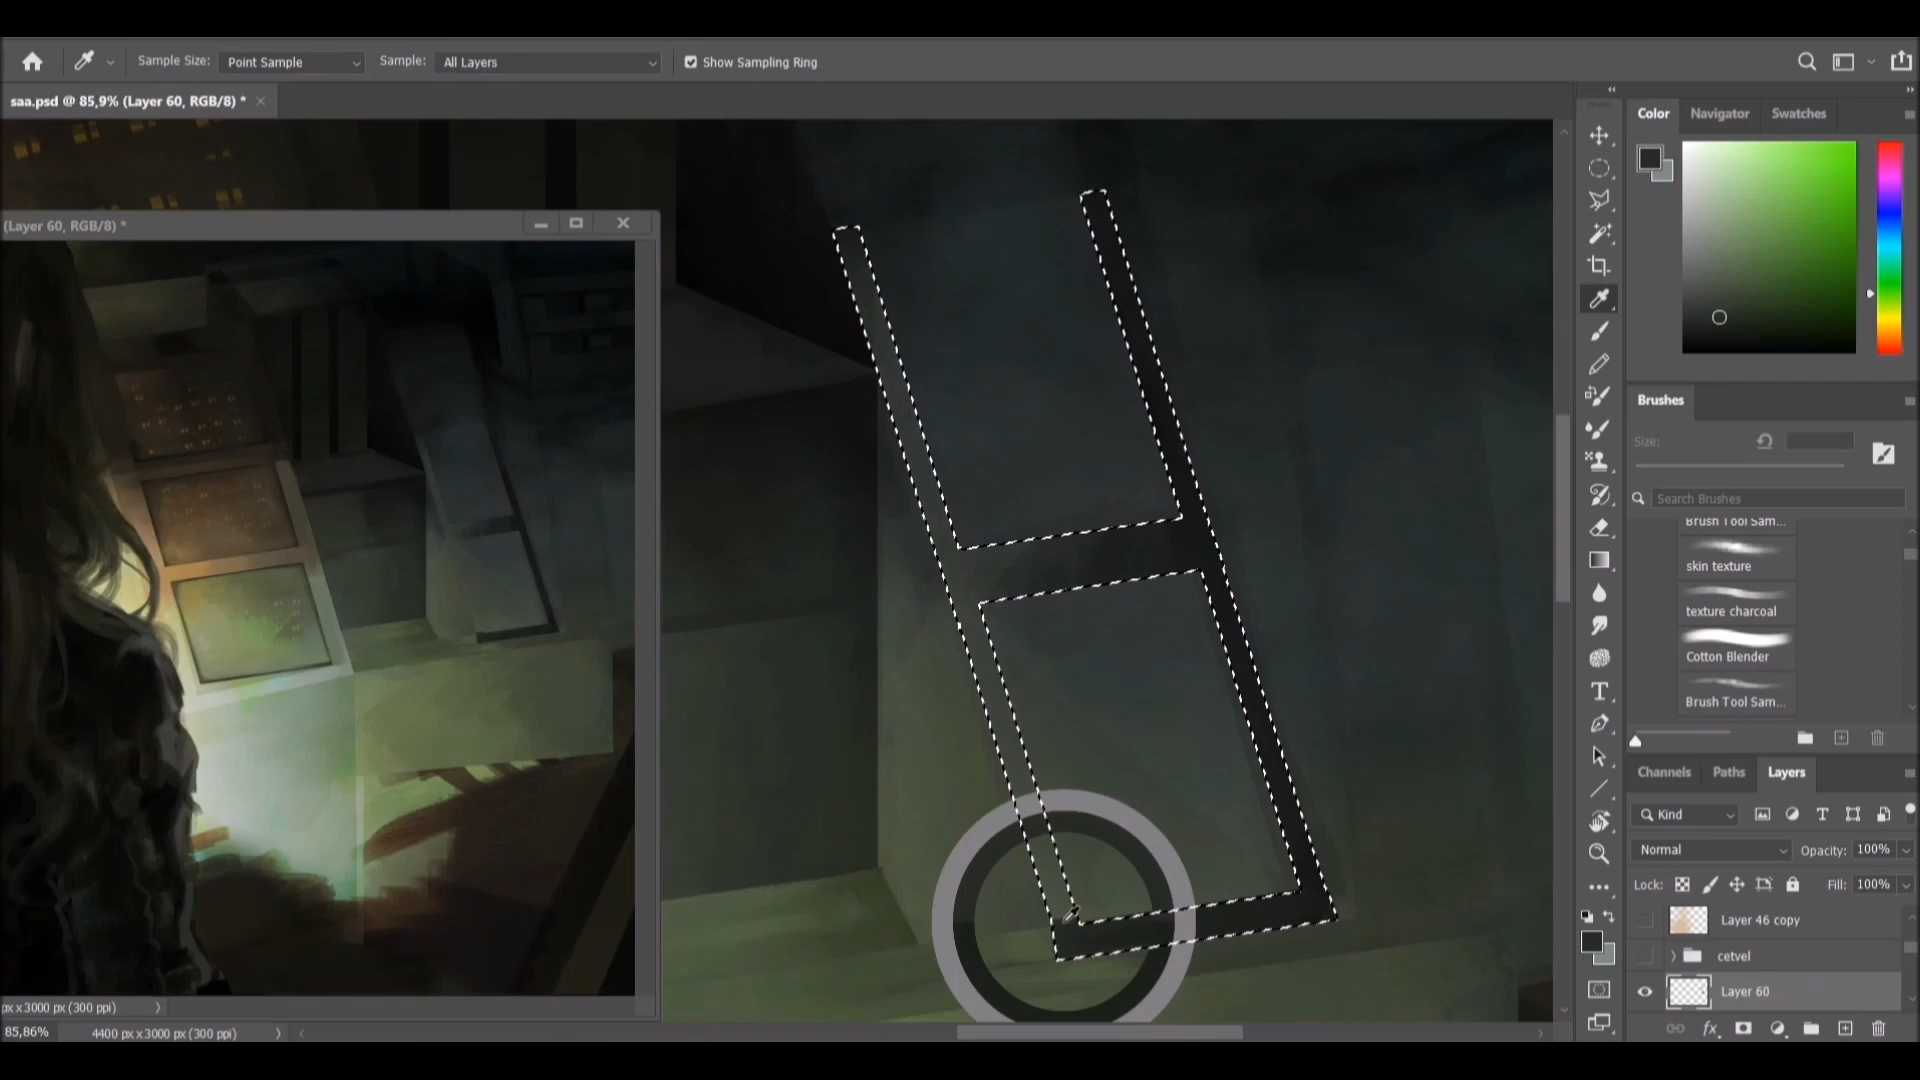 Sample Size: Point Sample Sample: All Layers Show Sampling Ring
saa.psd @ 85,9% (Layer 60, RGB/8) *
(Layer 60, RGB/8) *
px x 3000 px (300 ppi)
85,86% 4400 px x 3000 px (300 ppi)
Color Navigator Swatches
Brushes
Size:
Search Brushes
Brush Tool Sam...
skin texture
texture charcoal
Cotton Blender
Brush Tool Sam...
Channels Paths Layers
Kind
Normal Opacity: 100%
Lock: Fill: 100%
Layer 46 copy
cetvel
Layer 60